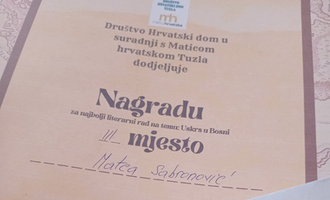 Društvo Hrvatski dom u
suradnji s Maticom
hrvatskom Tuzla
dodjeljuje
Nagradu
za najbolji literarni rad na temu: Uskrs u Bosni
III mjesto
Matea Sabronović